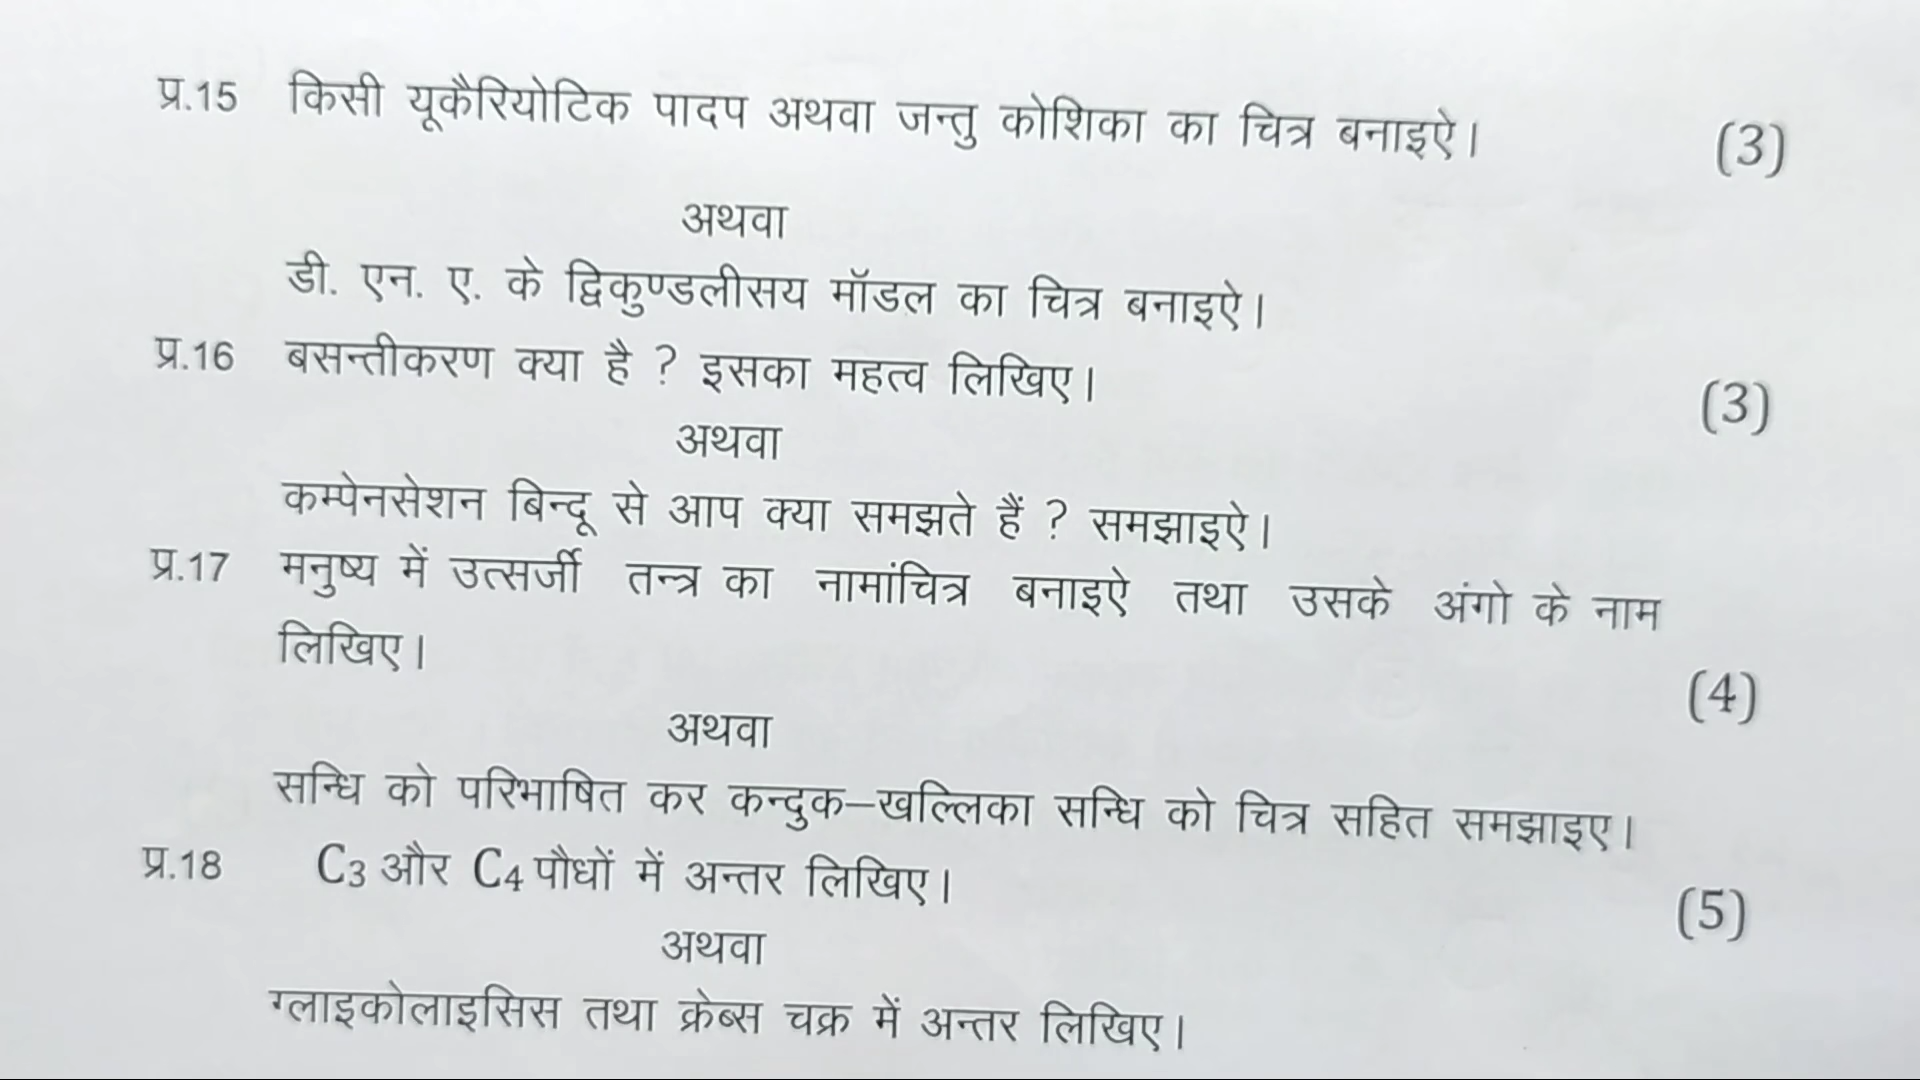 प्र.15 किसी यूकैरियोटिक पादप अथवा जन्तु कोशिका का चित्र बनाइऐ। (3)
अथवा
डी. एन. ए. के द्विकुण्डलीसय मॉडल का चित्र बनाइऐ।
प्र.16 बसन्तीकरण क्या है ? इसका महत्व लिखिए। (3)
अथवा
कम्पेनसेशन बिन्दू से आप क्या समझते हैं ? समझाइऐ।
प्र.17 मनुष्य में उत्सर्जी तन्त्र का नामांचित्र बनाइऐ तथा उसके अंगो के नाम
लिखिए। (4)
अथवा
सन्धि को परिभाषित कर कन्दुक–खल्लिका सन्धि को चित्र सहित समझाइए।
प्र.18 C3 और C4 पौधों में अन्तर लिखिए। (5)
अथवा
ग्लाइकोलाइसिस तथा क्रेब्स चक्र में अन्तर लिखिए।